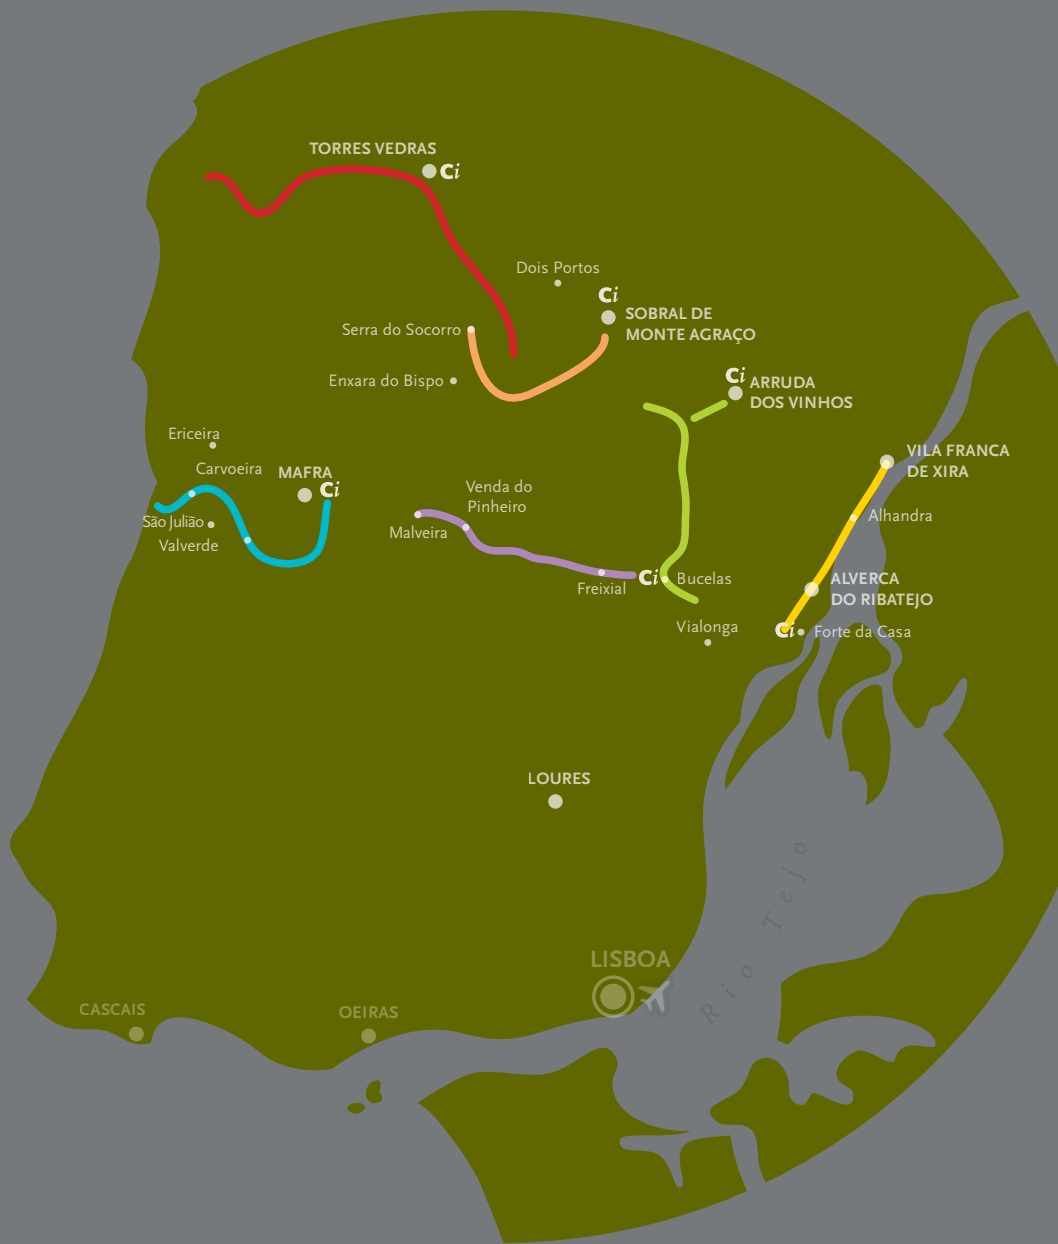 TORRES VEDRAS
Ci
Dois Portos
Ci
SOBRAL DE
MONTE AGRAÇO
Serra do Socorro
Enxara do Bispo
Ci
ARRUDA
DOS VINHOS
Ericeira
Carvoeira
MAFRA
Ci
São Julião
Valverde
Venda do
Pinheiro
Malveira
Freixial
Ci
Bucelas
Vialonga
VILA FRANCA
DE XIRA
Alhandra
ALVERCA
DO RIBATEJO
Ci
Forte da Casa
LOURES
Rio Tejo
LISBOA
CASCAIS
OEIRAS